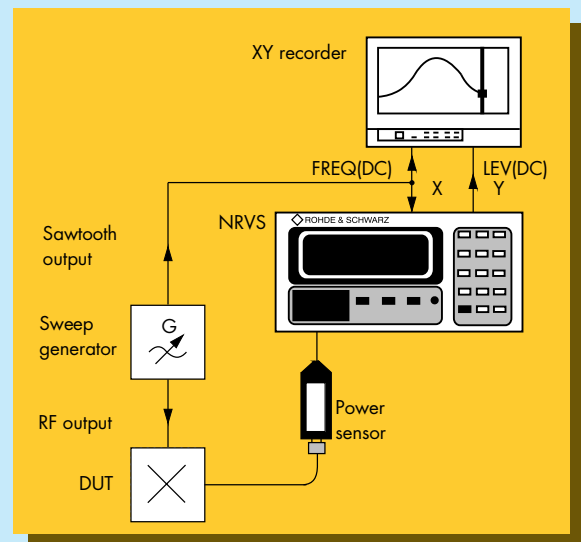 XY recorder
FREQ(DC)
LEV(DC)
X
Y
NRVS
ROHDE & SCHWARZ
Sawtooth
output
Sweep
generator
G
RF output
Power
sensor
DUT